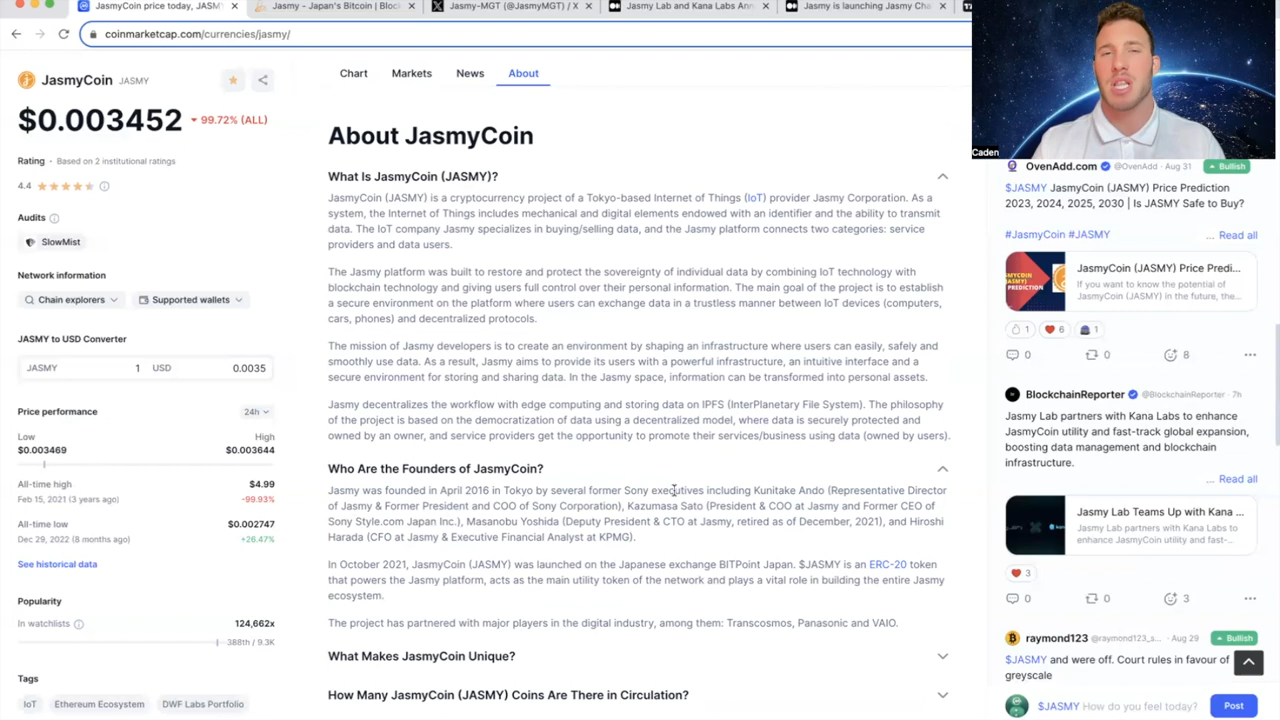 JasmyCoin price today, JASM
Jasmy - Japan's Bitcoin | Block
Jasmy-MGT (@JasmyMGT) / X
Jasmy Lab and Kana Labs Ann
Jasmy is launching Jasmy Cha
coinmarketcap.com/currencies/jasmy/
JasmyCoin JASMY
$0.003452 99.72% (ALL)
Rating · Based on 2 institutional ratings
4.4
Audits
SlowMist
Network information
Chain explorers
Supported wallets
JASMY to USD Converter
JASMY 1 USD 0.0035
Price performance 24h
Low High
$0.003469 $0.003644
All-time high $4.99
Feb 15, 2021 (3 years ago) -99.93%
All-time low $0.002747
Dec 29, 2022 (8 months ago) +26.47%
See historical data
Popularity
In watchlists 124,662x
388th / 9.3K
Tags
IoT Ethereum Ecosystem DWF Labs Portfolio
Chart Markets News About
About JasmyCoin
What Is JasmyCoin (JASMY)?
JasmyCoin (JASMY) is a cryptocurrency project of a Tokyo-based Internet of Things (IoT) provider Jasmy Corporation. As a
system, the Internet of Things includes mechanical and digital elements endowed with an identifier and the ability to transmit
data. The IoT company Jasmy specializes in buying/selling data, and the Jasmy platform connects two categories: service
providers and data users.
The Jasmy platform was built to restore and protect the sovereignty of individual data by combining IoT technology with
blockchain technology and giving users full control over their personal information. The main goal of the project is to establish
a secure environment on the platform where users can exchange data in a trustless manner between IoT devices (computers,
cars, phones) and decentralized protocols.
The mission of Jasmy developers is to create an environment by shaping an infrastructure where users can easily, safely and
smoothly use data. As a result, Jasmy aims to provide its users with a powerful infrastructure, an intuitive interface and a
secure environment for storing and sharing data. In the Jasmy space, information can be transformed into personal assets.
Jasmy decentralizes the workflow with edge computing and storing data on IPFS (InterPlanetary File System). The philosophy
of the project is based on the democratization of data using a decentralized model, where data is securely protected and
owned by an owner, and service providers get the opportunity to promote their services/business using data (owned by users).
Who Are the Founders of JasmyCoin?
Jasmy was founded in April 2016 in Tokyo by several former Sony executives including Kunitake Ando (Representative Director
of Jasmy & Former President and COO of Sony Corporation), Kazumasa Sato (President & COO at Jasmy and Former CEO of
Sony Style.com Japan Inc.), Masanobu Yoshida (Deputy President & CTO at Jasmy, retired as of December, 2021), and Hiroshi
Harada (CFO at Jasmy & Executive Financial Analyst at KPMG).
In October 2021, JasmyCoin (JASMY) was launched on the Japanese exchange BITPoint Japan. $JASMY is an ERC-20 token
that powers the Jasmy platform, acts as the main utility token of the network and plays a vital role in building the entire Jasmy
ecosystem.
The project has partnered with major players in the digital industry, among them: Transcosmos, Panasonic and VAIO.
What Makes JasmyCoin Unique?
How Many JasmyCoin (JASMY) Coins Are There in Circulation?
Caden
OvenAdd.com @OvenAdd · Aug 31 Bullish
$JASMY JasmyCoin (JASMY) Price Prediction
2023, 2024, 2025, 2030 | Is JASMY Safe to Buy?
#JasmyCoin #JASMY ... Read all
JasmyCoin (JASMY) Price Predi...
If you want to know the potential of
JasmyCoin (JASMY) in the future, the...
1 6 1
0 0 8
BlockchainReporter @BlockchainReporter · 7h
Jasmy Lab partners with Kana Labs to enhance
JasmyCoin utility and fast-track global expansion,
boosting data management and blockchain
infrastructure.
... Read all
Jasmy Lab Teams Up with Kana ...
Jasmy Lab partners with Kana Labs to
enhance JasmyCoin utility and fast-...
3
0 0 3
raymond123 @raymond123_s... · Aug 29 Bullish
$JASMY and were off. Court rules in favour of
greyscale
$JASMY How do you feel today? Post